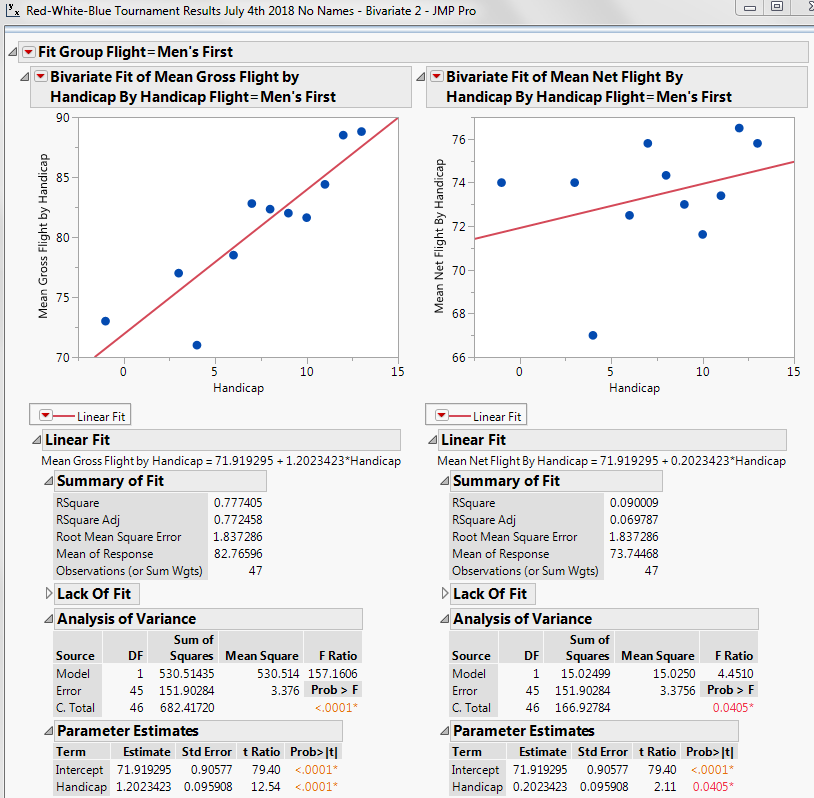 Red-White-Blue Tournament Results July 4th 2018 No Names - Bivariate 2 - JMP Pro
Fit Group Flight=Men's First
Bivariate Fit of Mean Gross Flight by
Handicap By Handicap Flight=Men's First
90
85
80
75
70
Mean Gross Flight by Handicap
0 5 10 15
Handicap
Linear Fit
Linear Fit
Mean Gross Flight by Handicap = 71.919295 + 1.2023423*Handicap
Summary of Fit
RSquare 0.777405
RSquare Adj 0.772458
Root Mean Square Error 1.837286
Mean of Response 82.76596
Observations (or Sum Wgts) 47
Lack Of Fit
Analysis of Variance
Sum of
Source DF Squares Mean Square F Ratio
Model 1 530.51435 530.514 157.1606
Error 45 151.90284 3.376 Prob > F
C. Total 46 682.41720 <.0001*
Parameter Estimates
Term Estimate Std Error t Ratio Prob>|t|
Intercept 71.919295 0.90577 79.40 <.0001*
Handicap 1.2023423 0.095908 12.54 <.0001*
Bivariate Fit of Mean Net Flight By
Handicap By Handicap Flight=Men's First
76
74
72
70
68
66
Mean Net Flight By Handicap
0 5 10 15
Handicap
Linear Fit
Linear Fit
Mean Net Flight By Handicap = 71.919295 + 0.2023423*Handicap
Summary of Fit
RSquare 0.090009
RSquare Adj 0.069787
Root Mean Square Error 1.837286
Mean of Response 73.74468
Observations (or Sum Wgts) 47
Lack Of Fit
Analysis of Variance
Sum of
Source DF Squares Mean Square F Ratio
Model 1 15.02499 15.0250 4.4510
Error 45 151.90284 3.3756 Prob > F
C. Total 46 166.92784 0.0405*
Parameter Estimates
Term Estimate Std Error t Ratio Prob>|t|
Intercept 71.919295 0.90577 79.40 <.0001*
Handicap 0.2023423 0.095908 2.11 0.0405*